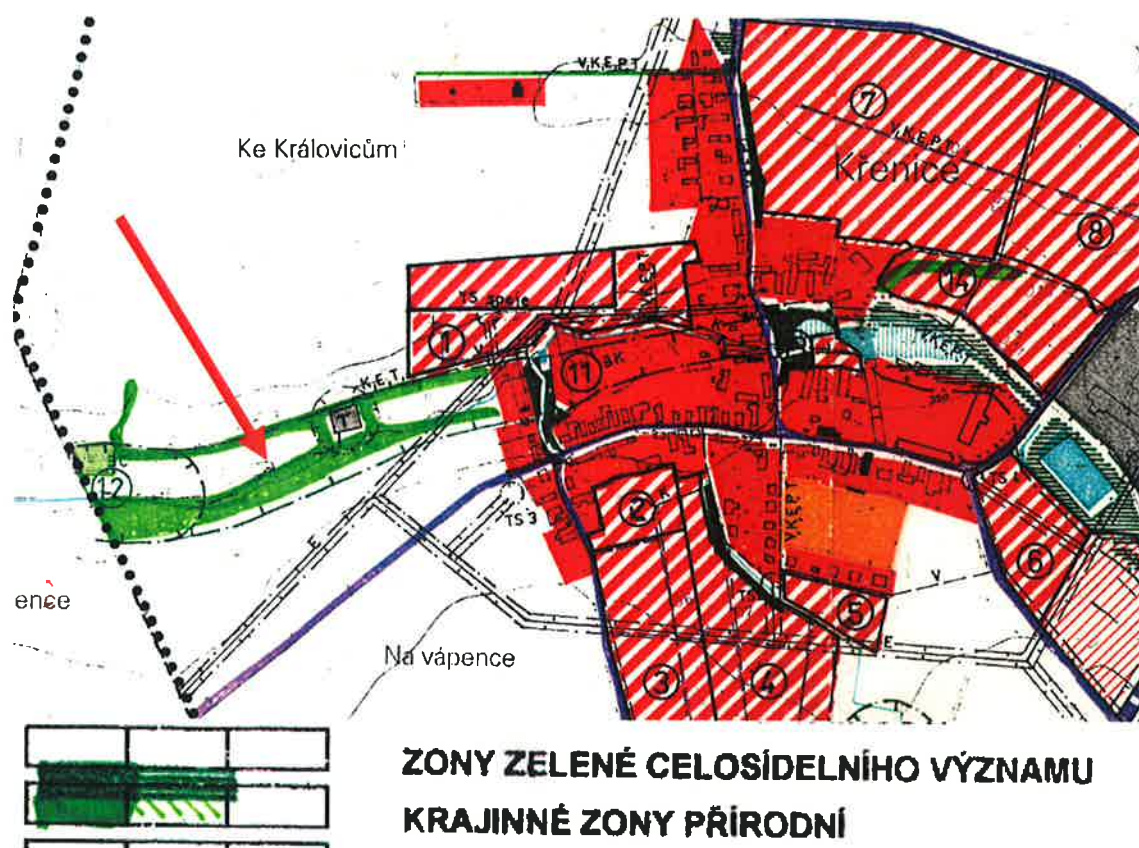 V,K,E,P,T
Ke Královicům
7
V,K,E,P,T
Křenice
8
14
TS spole
1
V,K,E,P,T
11
BK
K,E,T,
T
12
E
TS 3
2
K
V,K,E,P,T
6
V
5
E
ence
Na vápence
3
4
ZONY ZELENÉ CELOSÍDELNÍHO VÝZNAMU
KRAJINNÉ ZONY PŘÍRODNÍ